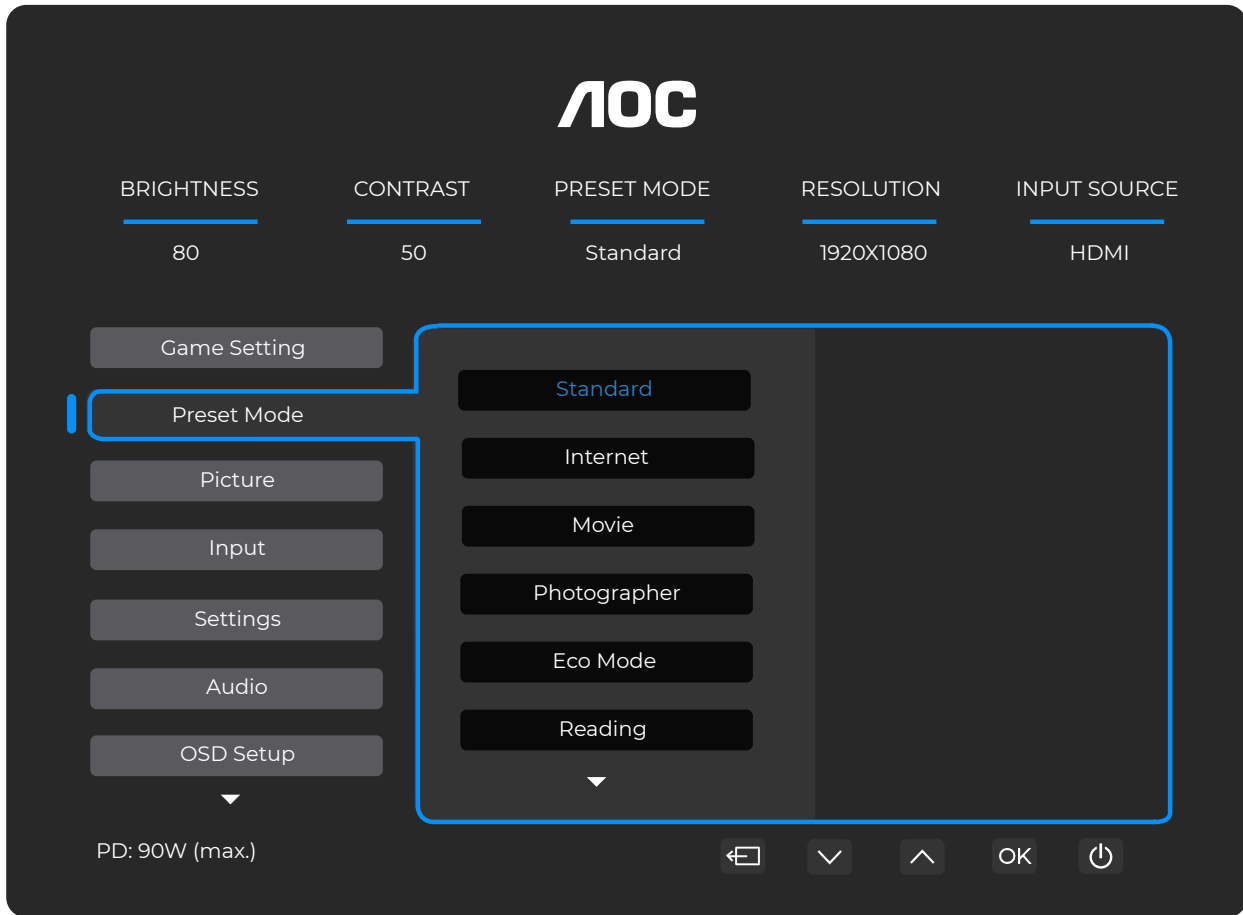 AOC
BRIGHTNESS CONTRAST PRESET MODE RESOLUTION INPUT SOURCE
80 50 Standard 1920X1080 HDMI
Game Setting
Preset Mode
Picture
Input
Settings
Audio
OSD Setup
Standard
Internet
Movie
Photographer
Eco Mode
Reading
PD: 90W (max.)
OK